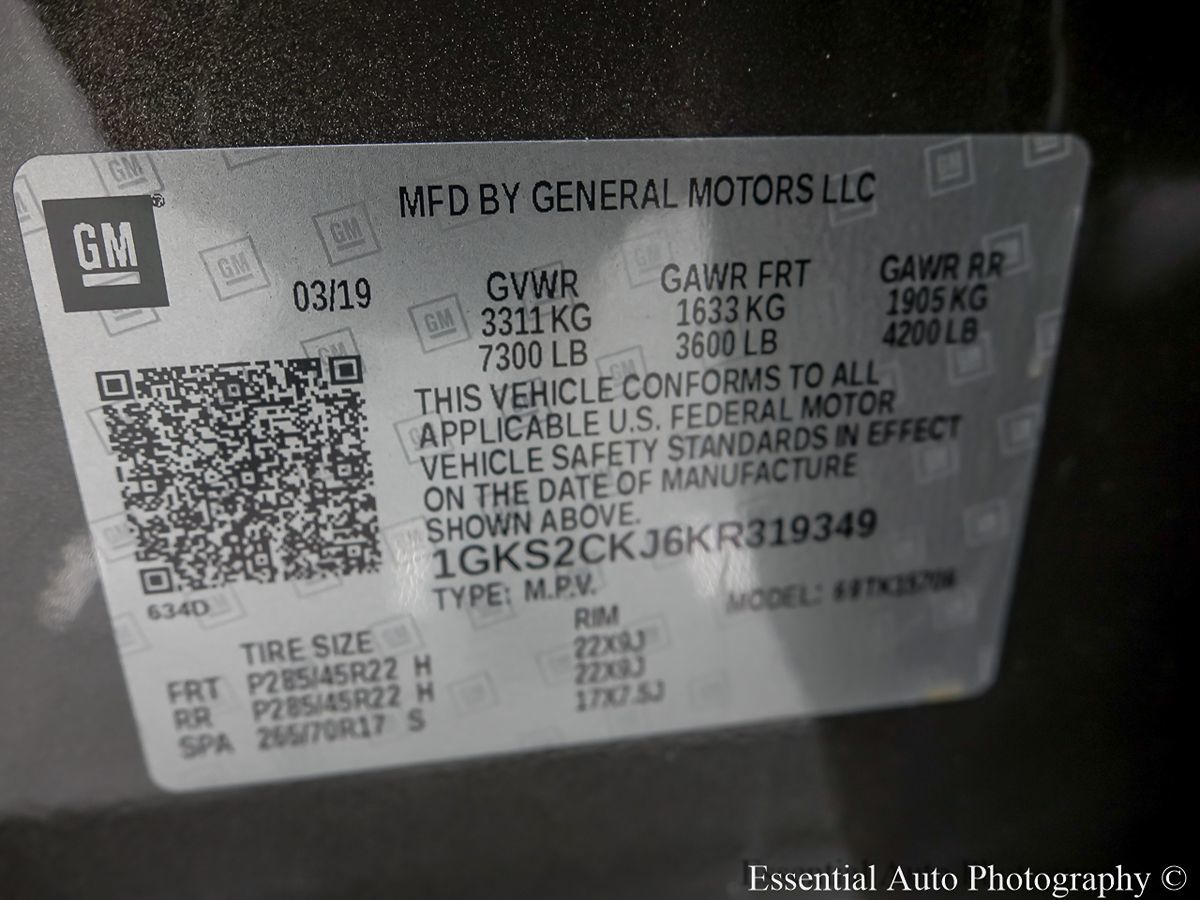 GM
MFD BY GENERAL MOTORS LLC
03/19
GVWR
3311 KG
7300 LB
GAWR FRT
1633 KG
3600 LB
GAWR RR
1905 KG
4200 LB
THIS VEHICLE CONFORMS TO ALL
APPLICABLE U.S. FEDERAL MOTOR
VEHICLE SAFETY STANDARDS IN EFFECT
ON THE DATE OF MANUFACTURE
SHOWN ABOVE.
1GKS2CKJ6KR319349
TYPE: M.P.V.
MODEL:
634D
TIRE SIZE
RIM
FRT P285/45R22 H 22X9J
RR P285/45R22 H 22X9J
SPA 265/70R17 S 17X7.5J
Essential Auto Photography ©